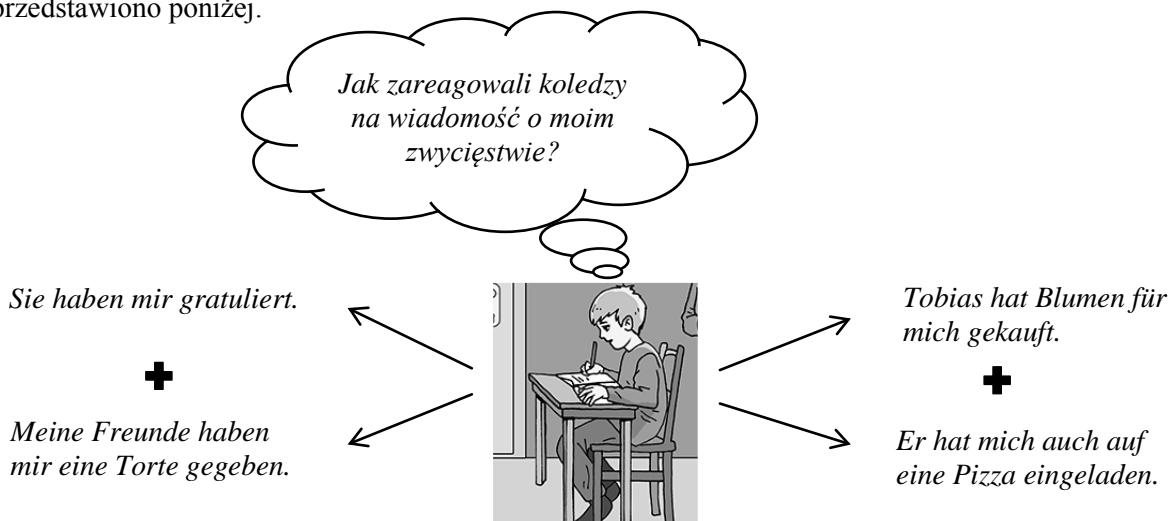 przedstawiono poniżej.
Jak zareagowali koledzy
na wiadomość o moim
zwycięstwie?
Sie haben mir gratuliert.
Meine Freunde haben
mir eine Torte gegeben.
Tobias hat Blumen für
mich gekauft.
Er hat mich auch auf
eine Pizza eingeladen.